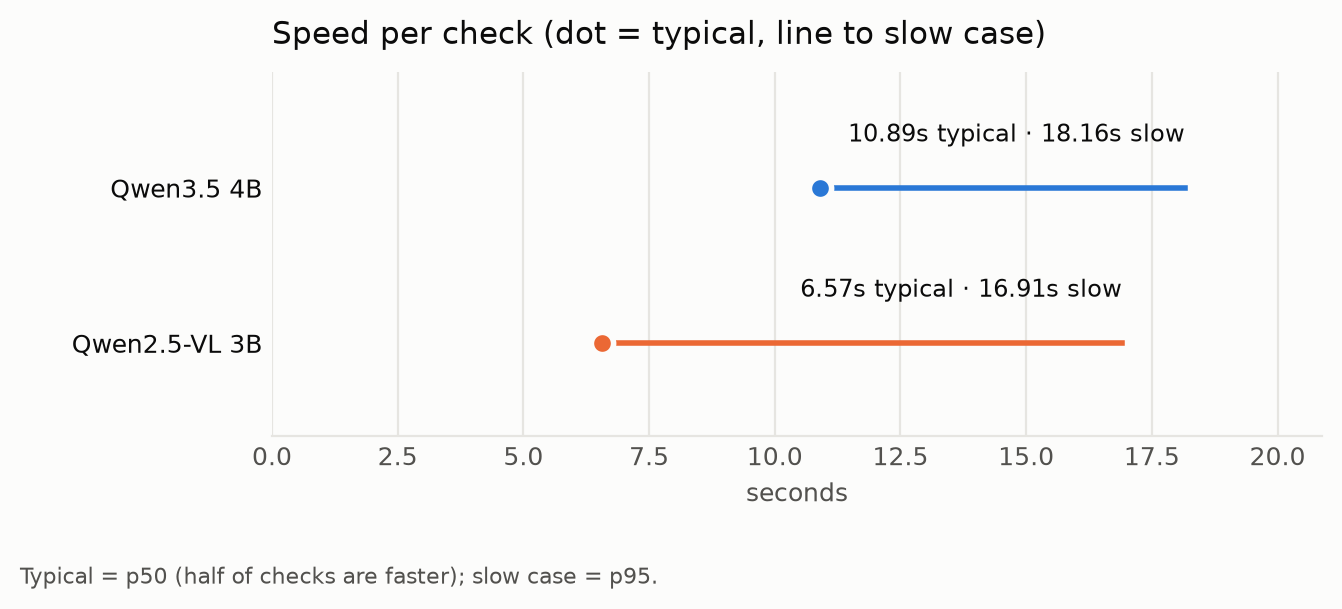 Speed per check (dot = typical, line to slow case)
10.89s typical · 18.16s slow
Qwen3.5 4B
6.57s typical · 16.91s slow
Qwen2.5-VL 3B
0.0 2.5 5.0 7.5 10.0 12.5 15.0 17.5 20.0
seconds
Typical = p50 (half of checks are faster); slow case = p95.